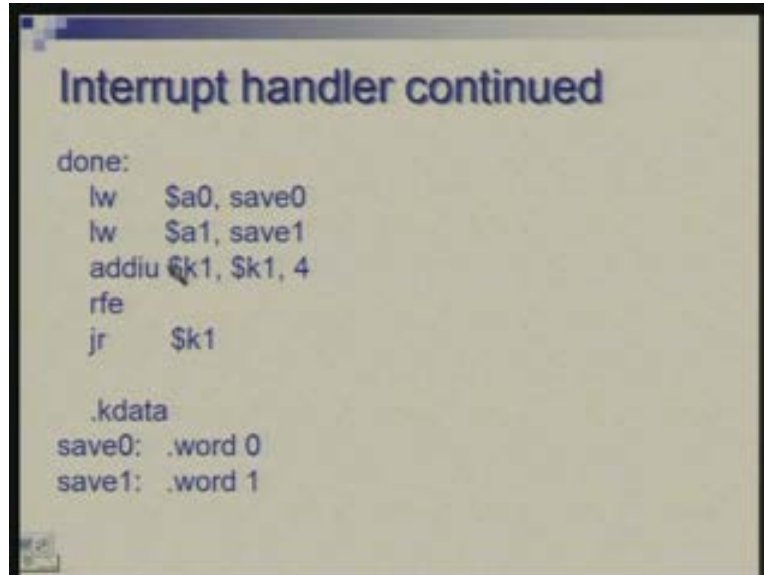 Interrupt handler continued
done:
lw $a0, save0
lw $a1, save1
addiu $k1, $k1, 4
rfe
jr $k1
.kdata
save0: .word 0
save1: .word 1